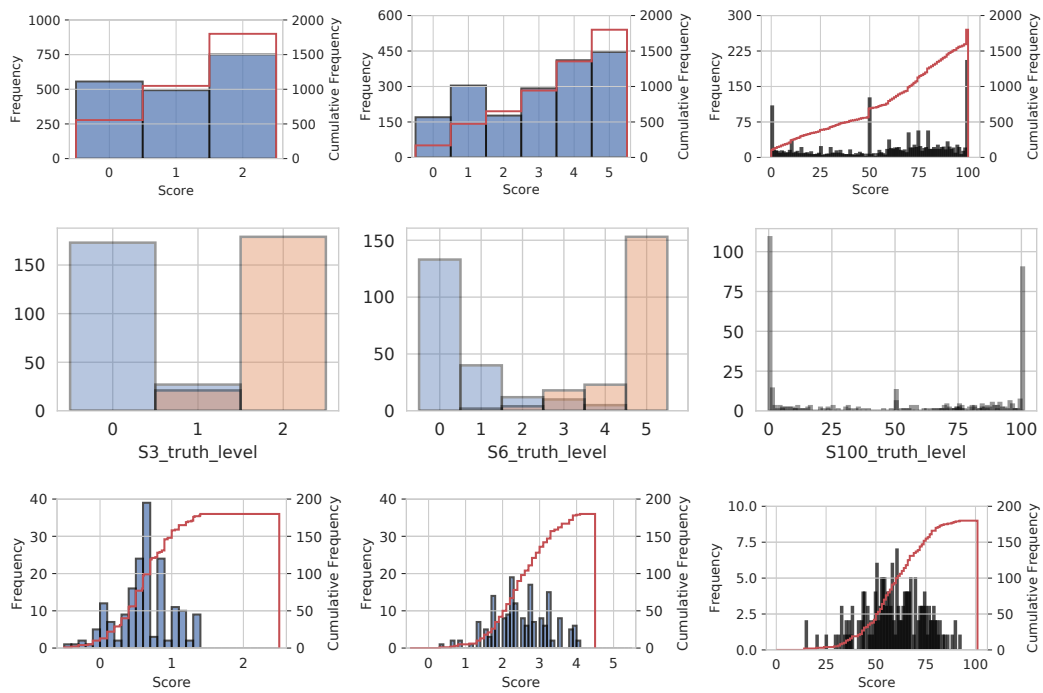 1000
750
500
250
0
Frequency
0 1 2
Score
2000
1500
1000
500
0
Cumulative Frequency
600
450
300
150
0
Frequency
0 1 2 3 4 5
Score
2000
1500
1000
500
0
Cumulative Frequency
300
225
150
75
0
Frequency
0 25 50 75 100
Score
2000
1500
1000
500
0
Cumulative Frequency
150
100
50
0
0 1 2
S3_truth_level
150
100
50
0
0 1 2 3 4 5
S6_truth_level
100
75
50
25
0
0 25 50 75 100
S100_truth_level
40
30
20
10
0
Frequency
0 1 2
Score
200
150
100
50
0
Cumulative Frequency
40
30
20
10
0
Frequency
0 1 2 3 4 5
Score
200
150
100
50
0
Cumulative Frequency
10.0
7.5
5.0
2.5
0.0
Frequency
0 25 50 75 100
Score
200
150
100
50
0
Cumulative Frequency